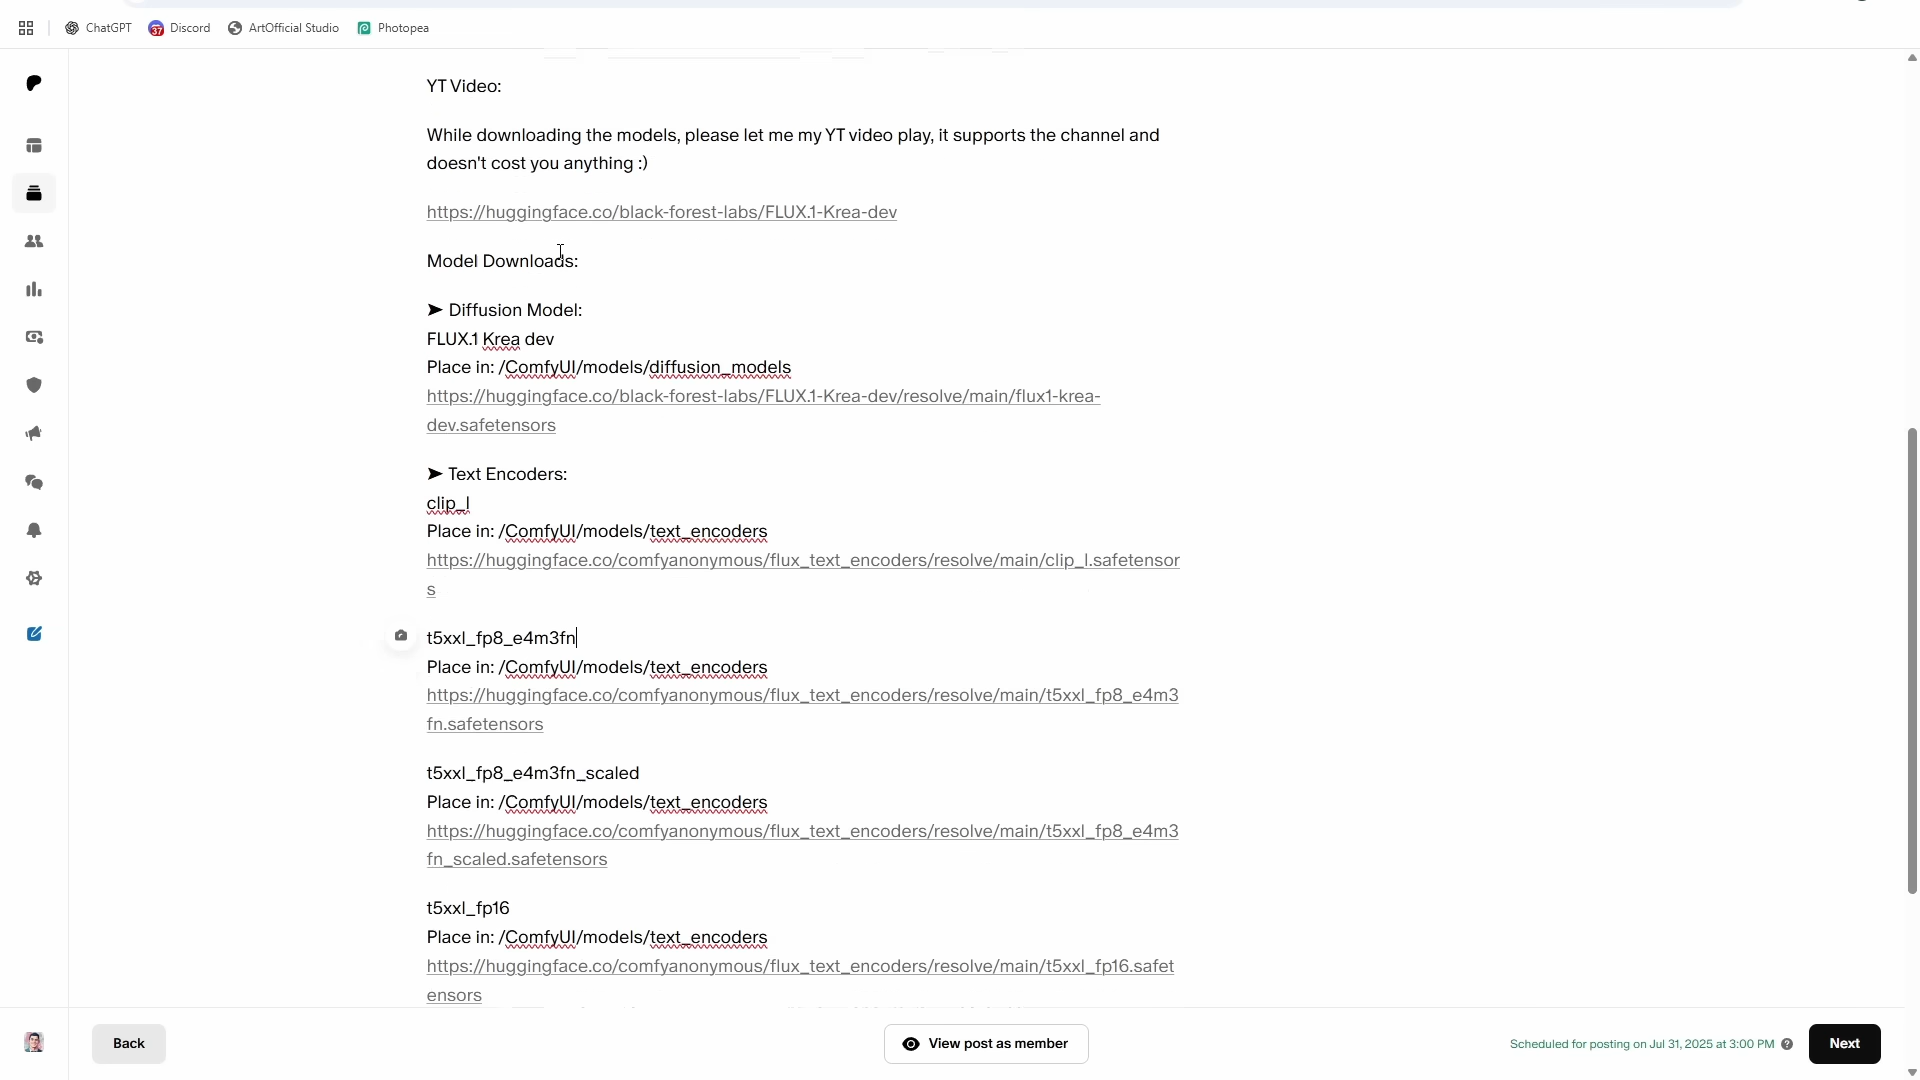 ChatGPT
37
Discord
ArtOfficial Studio
Photopea
YT Video:
While downloading the models, please let me my YT video play, it supports the channel and
doesn't cost you anything :)
https://huggingface.co/black-forest-labs/FLUX.1-Krea-dev
Model Downloads:
➤ Diffusion Model:
FLUX.1 Krea dev
Place in: /ComfyUI/models/diffusion_models
https://huggingface.co/black-forest-labs/FLUX.1-Krea-dev/resolve/main/flux1-krea-
dev.safetensors
➤ Text Encoders:
clip_l
Place in: /ComfyUI/models/text_encoders
https://huggingface.co/comfyanonymous/flux_text_encoders/resolve/main/clip_l.safetensor
s
t5xxl_fp8_e4m3fn
Place in: /ComfyUI/models/text_encoders
https://huggingface.co/comfyanonymous/flux_text_encoders/resolve/main/t5xxl_fp8_e4m3
fn.safetensors
t5xxl_fp8_e4m3fn_scaled
Place in: /ComfyUI/models/text_encoders
https://huggingface.co/comfyanonymous/flux_text_encoders/resolve/main/t5xxl_fp8_e4m3
fn_scaled.safetensors
t5xxl_fp16
Place in: /ComfyUI/models/text_encoders
https://huggingface.co/comfyanonymous/flux_text_encoders/resolve/main/t5xxl_fp16.safet
ensors
Back
View post as member
Scheduled for posting on Jul 31, 2025 at 3:00 PM
?
Next